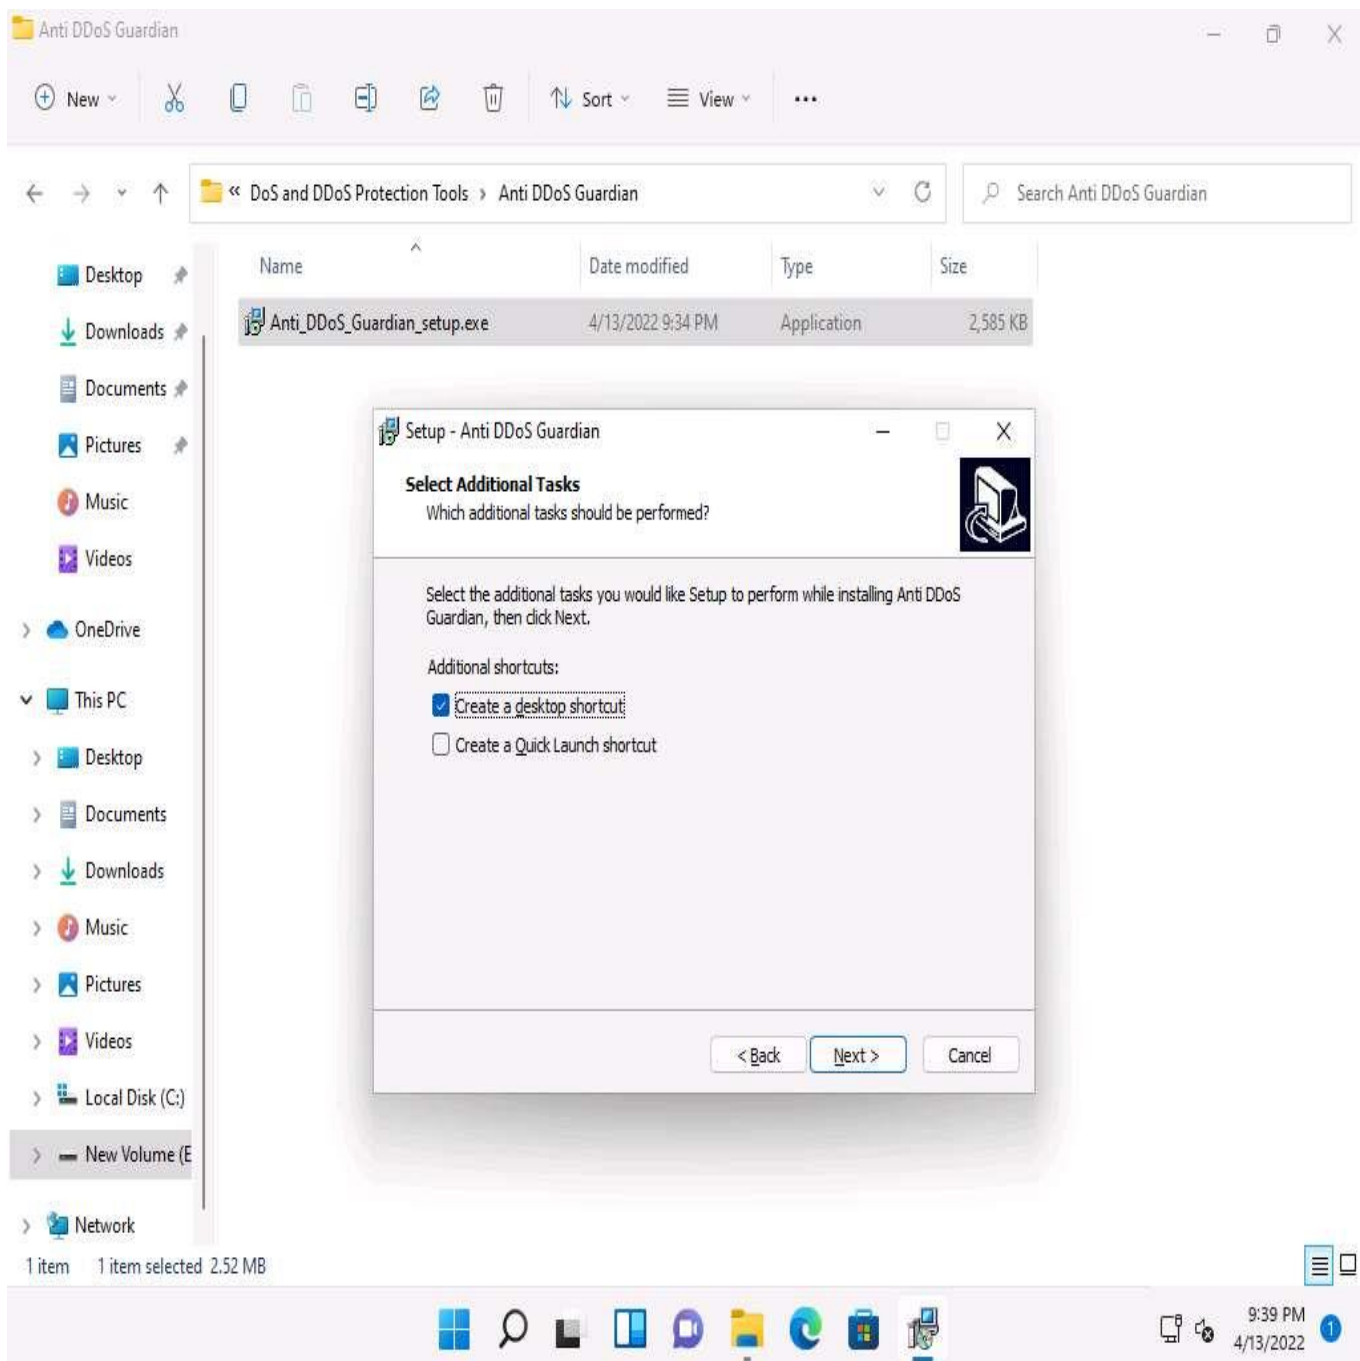 Anti DDoS Guardian
New
Sort
View
« DoS and DDoS Protection Tools > Anti DDoS Guardian
Search Anti DDoS Guardian
Name Date modified Type Size
Anti_DDoS_Guardian_setup.exe 4/13/2022 9:34 PM Application 2,585 KB
Desktop
Downloads
Documents
Pictures
Music
Videos
OneDrive
This PC
Desktop
Documents
Downloads
Music
Pictures
Videos
Local Disk (C:)
New Volume (E
Network
Setup - Anti DDoS Guardian
Select Additional Tasks
Which additional tasks should be performed?
Select the additional tasks you would like Setup to perform while installing Anti DDoS
Guardian, then click Next.
Additional shortcuts:
Create a desktop shortcut
Create a Quick Launch shortcut
< Back Next > Cancel
1 item 1 item selected 2.52 MB
9:39 PM
4/13/2022
1